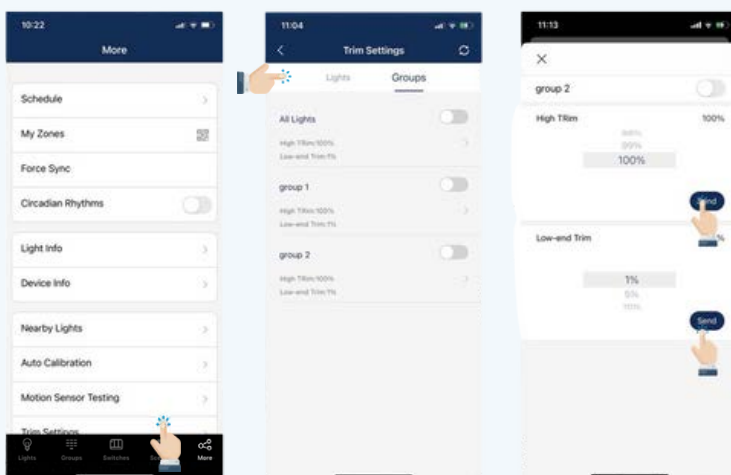 10:22
More
Schedule
My Zones
Force Sync
Circadian Rhythms
Light Info
Device Info
Nearby Lights
Auto Calibration
Motion Sensor Testing
Trim Settings
Lights Groups Switches More
11:04
Trim Settings
Lights Groups
All Lights
High TRim:100%
Low-end Trim:1%
group 1
High TRim:100%
Low-end Trim:1%
group 2
High TRim:100%
Low-end Trim:1%
11:13
group 2
High TRim 100%
98%
99%
100%
Low-end Trim %
1%
5%
10%
Send